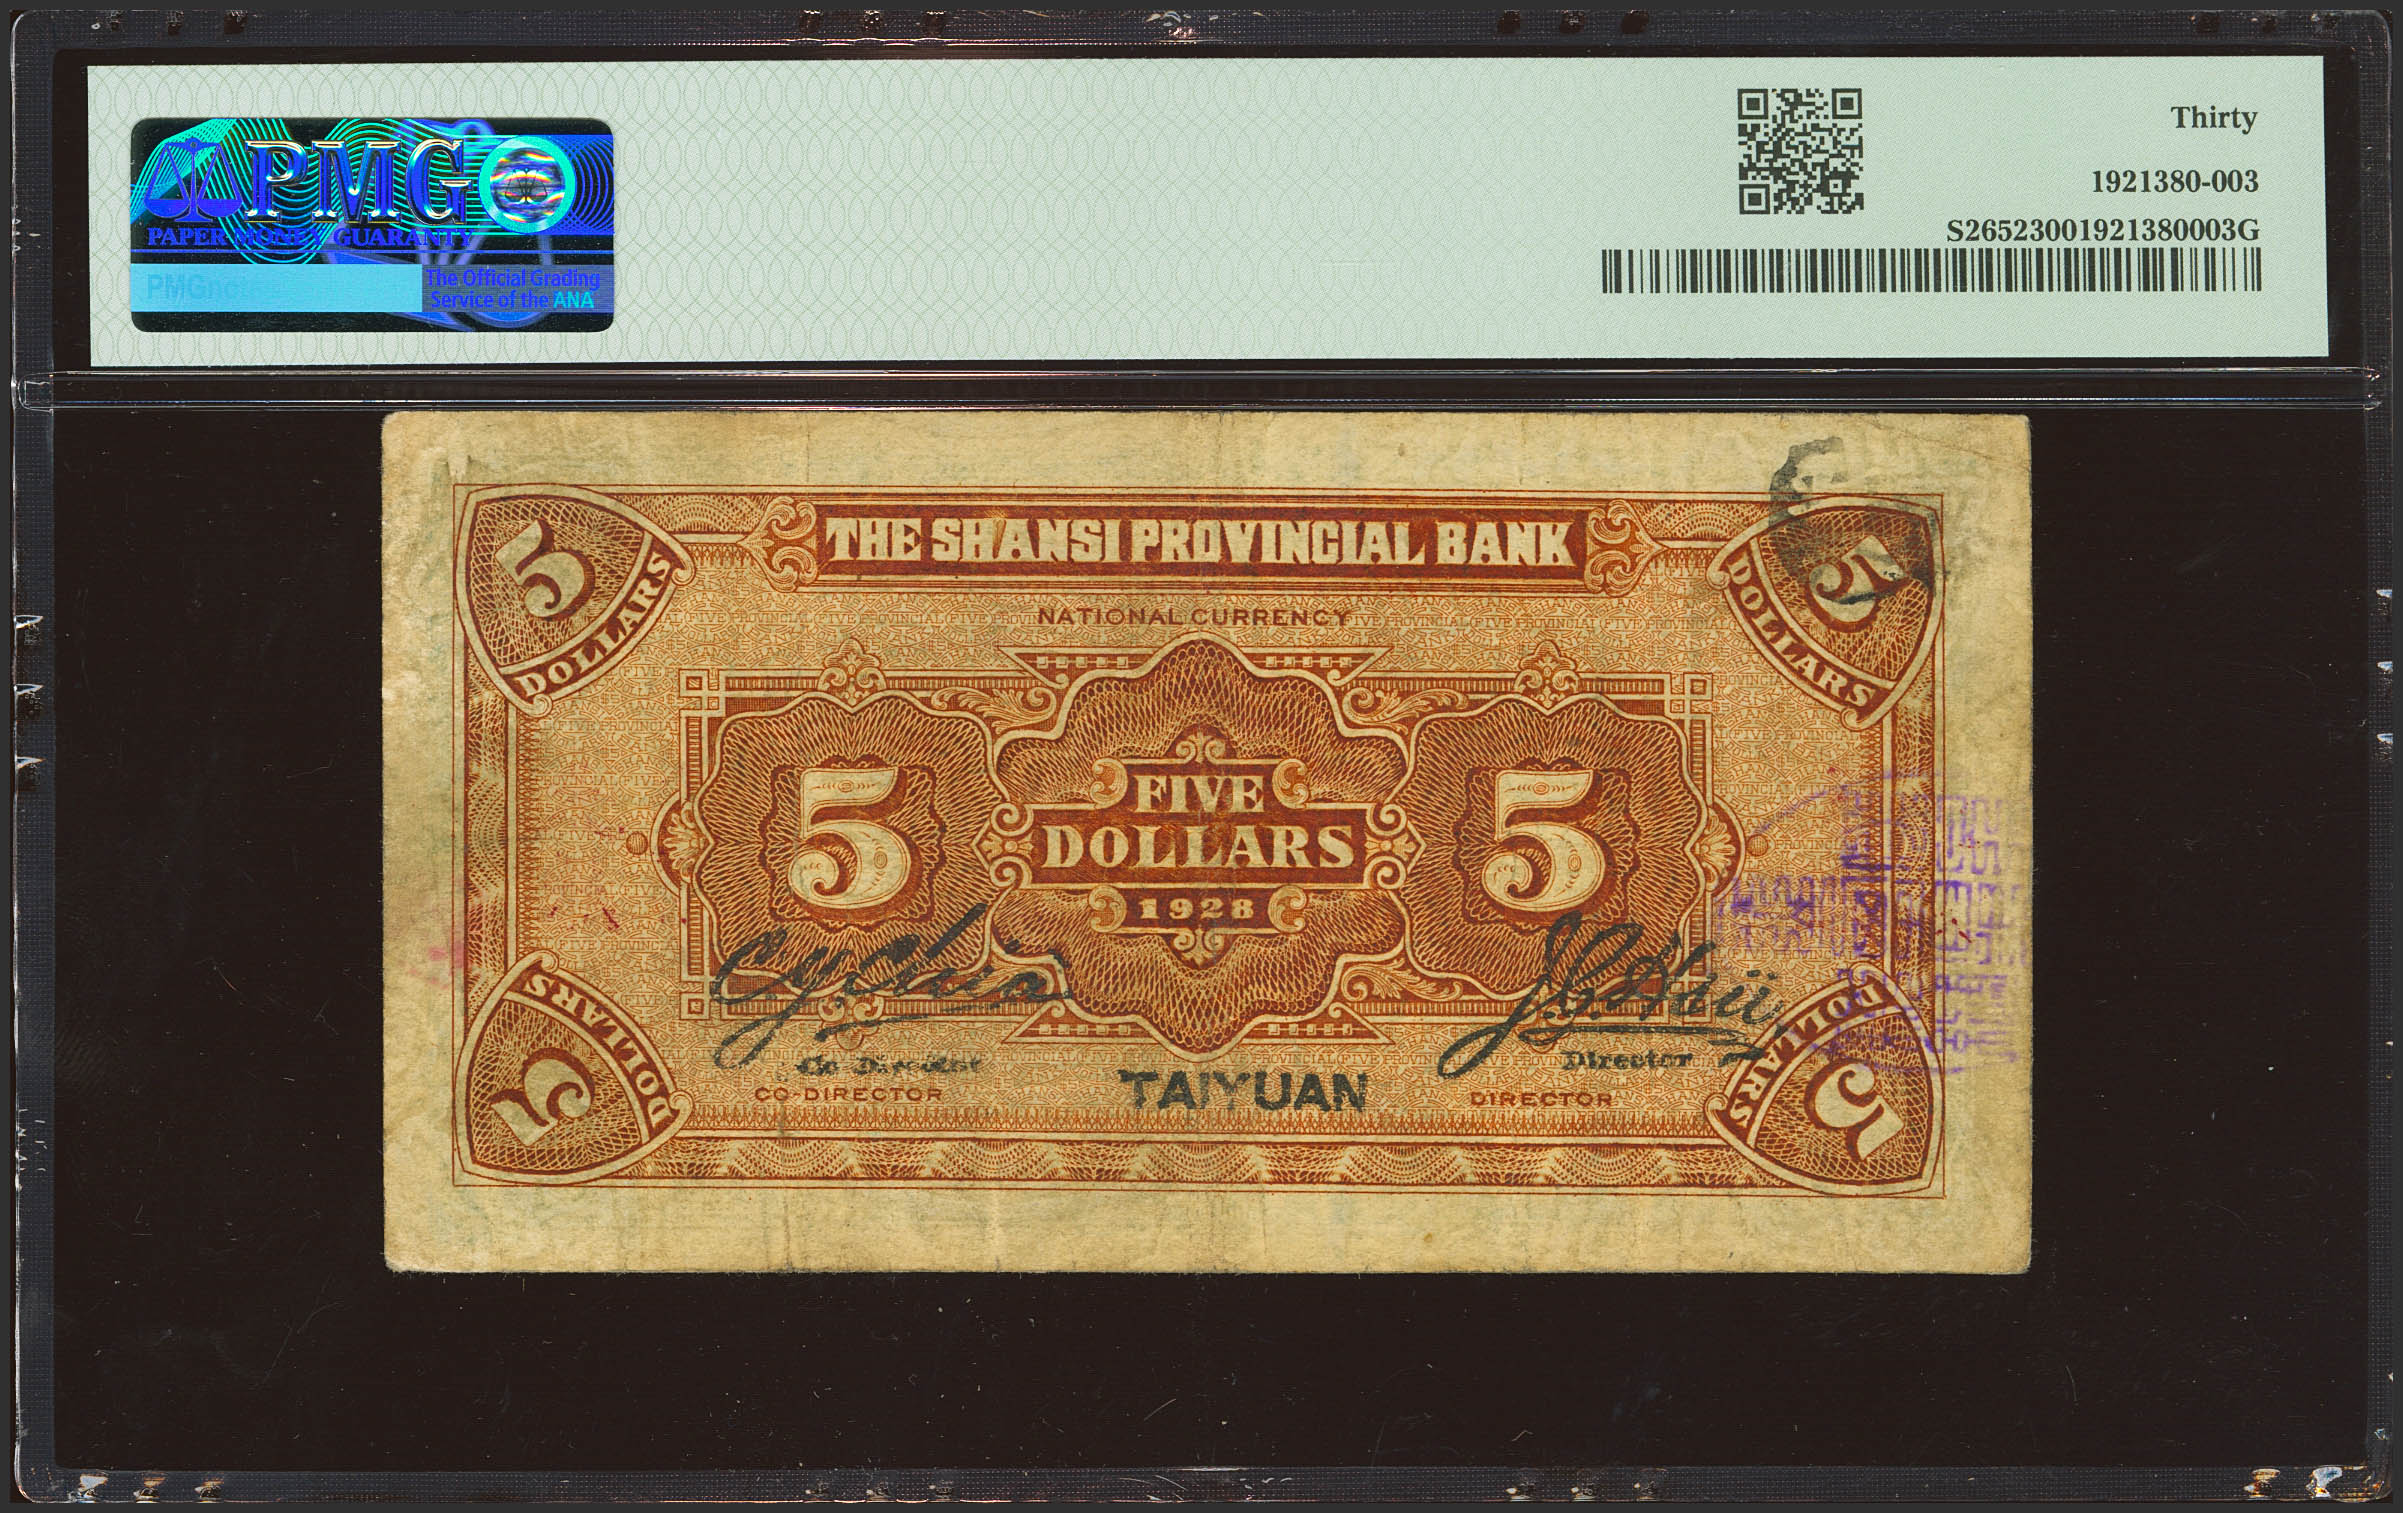 PMG
PAPER MONEY GUARANTY
The Official Grading
Service of the ANA
Thirty
1921380-003
S26523001921380003G
5
DOLLARS
THE SHANSI PROVINCIAL BANK
5
DOLLARS
NATIONAL CURRENCY
5
FIVE
DOLLARS
1928
5
C.Y. Chia
Co-Director
CO-DIRECTOR
TAIYUAN
Director
DIRECTOR
5
DOLLARS
5
DOLLARS